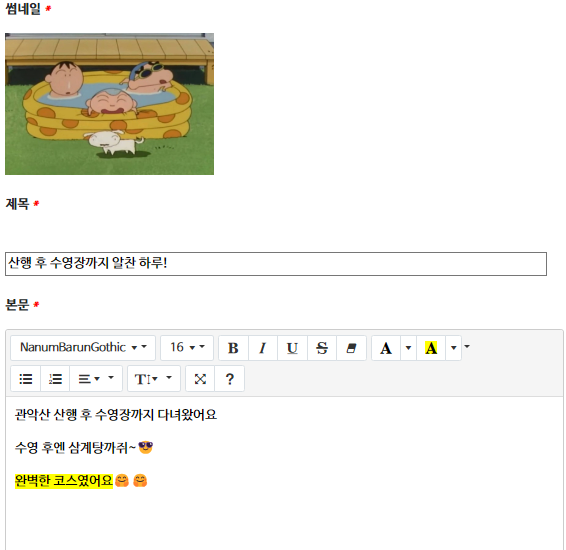 썸네일 *
제목 *
산행 후 수영장까지 알찬 하루!
본문 *
NanumBarunGothic 16 B I U S A A
T ?
관악산 산행 후 수영장까지 다녀왔어요
수영 후엔 삼계탕까쥐~😎
완벽한 코스였어요🤗 🤗